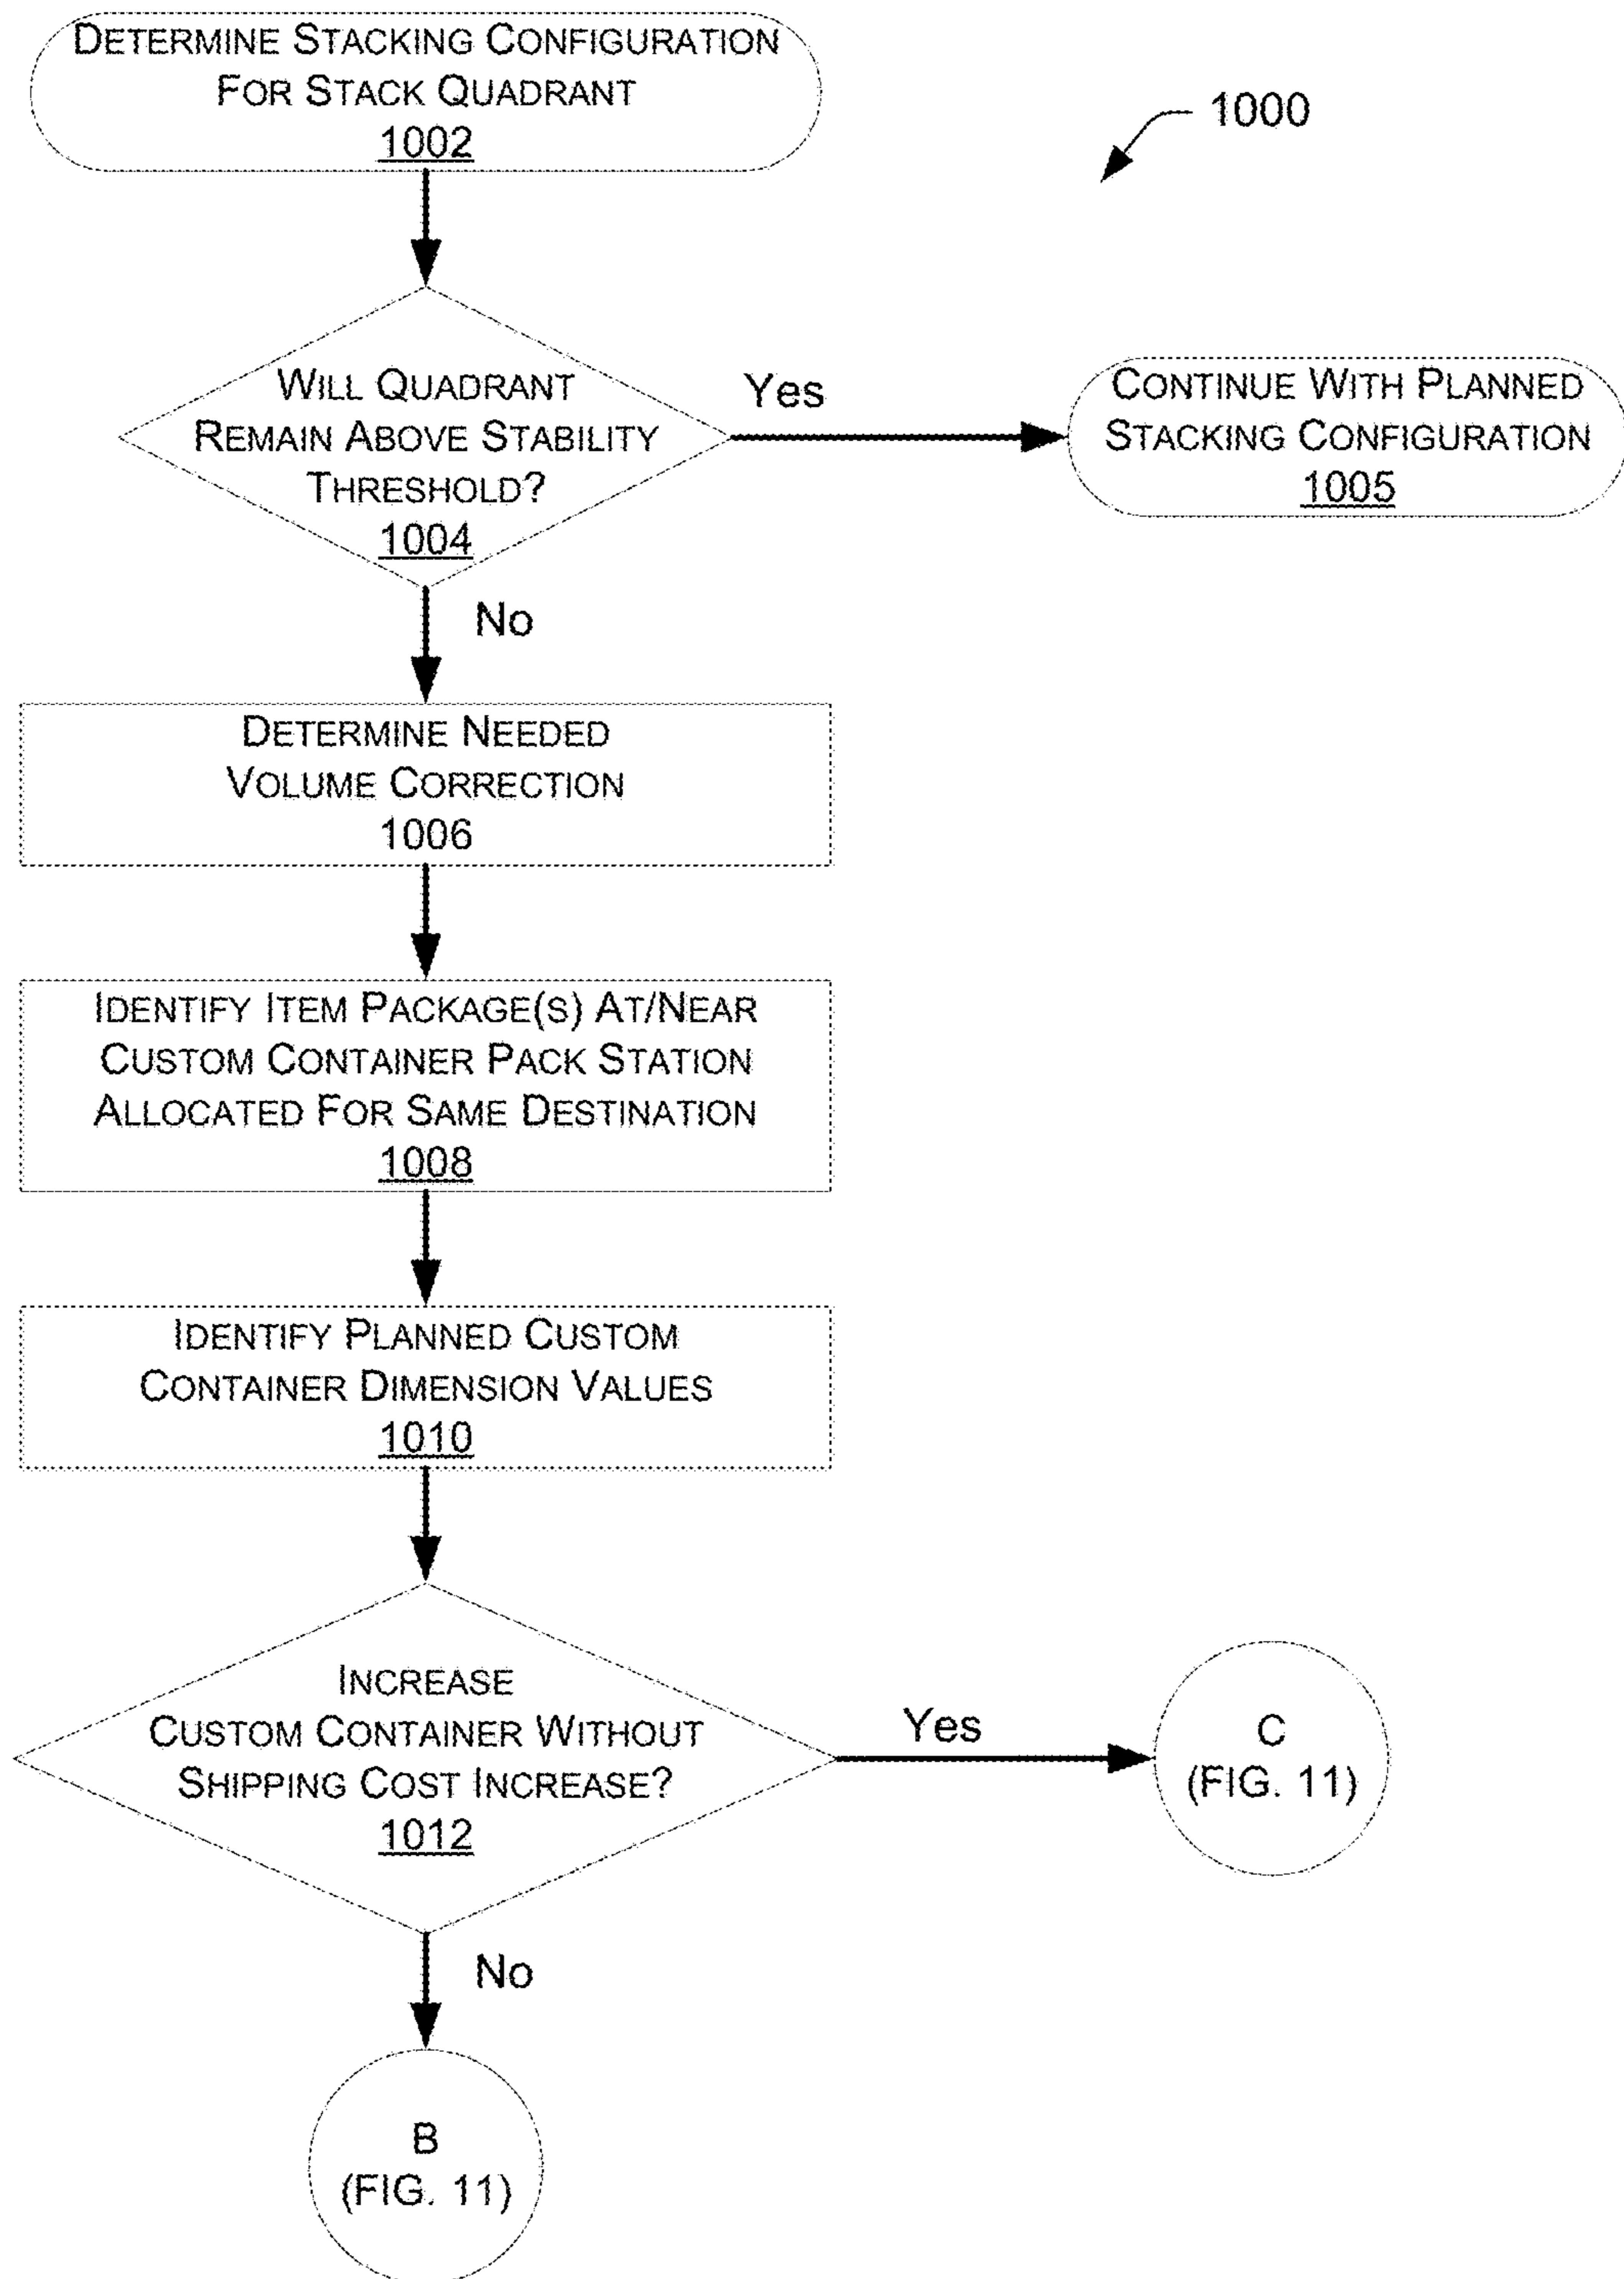 DETERMINE STACKING CONFIGURATION
FOR STACK QUADRANT
1002
1000
WILL QUADRANT
REMAIN ABOVE STABILITY
THRESHOLD?
1004
Yes
CONTINUE WITH PLANNED
STACKING CONFIGURATION
1005
No
DETERMINE NEEDED
VOLUME CORRECTION
1006
IDENTIFY ITEM PACKAGE(S) AT/NEAR
CUSTOM CONTAINER PACK STATION
ALLOCATED FOR SAME DESTINATION
1008
IDENTIFY PLANNED CUSTOM
CONTAINER DIMENSION VALUES
1010
INCREASE
CUSTOM CONTAINER WITHOUT
SHIPPING COST INCREASE?
1012
Yes
C
(FIG. 11)
No
B
(FIG. 11)